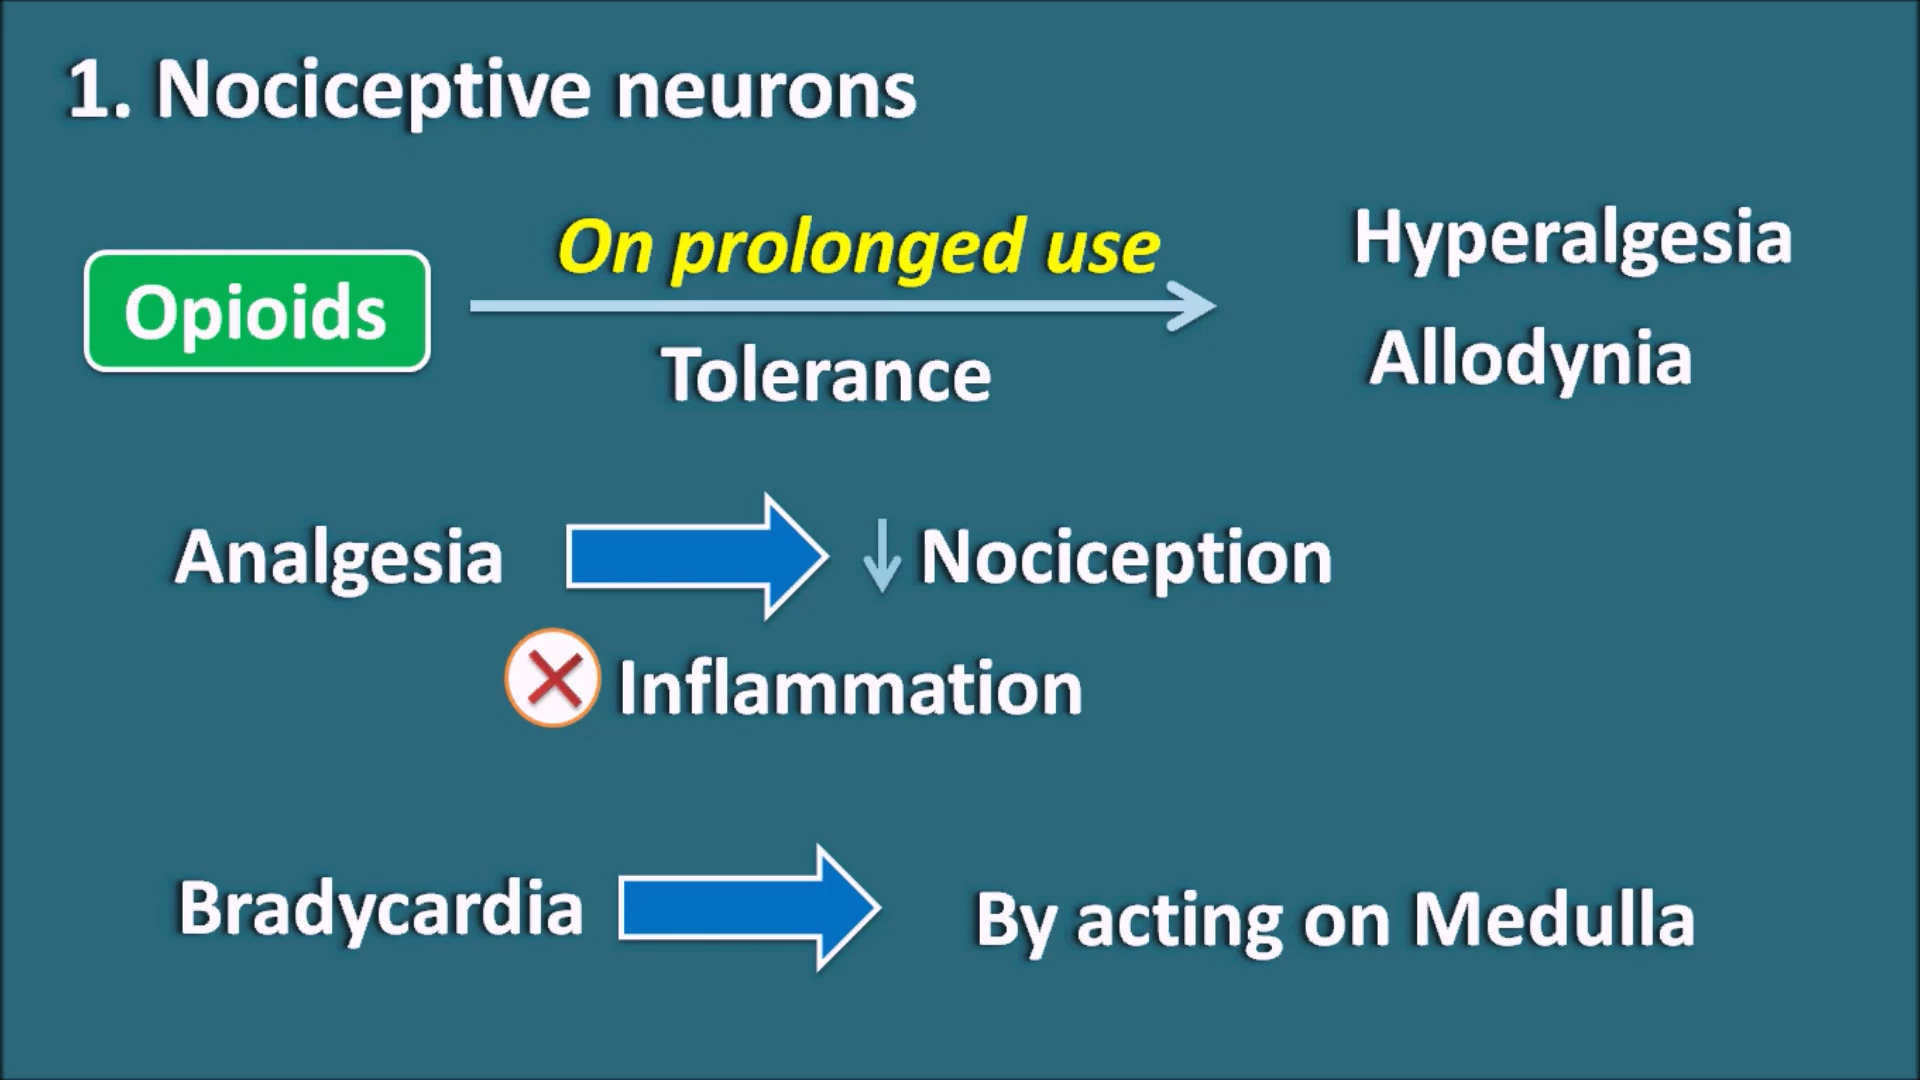 1. Nociceptive neurons
On prolonged use
Hyperalgesia
Opioids
Tolerance
Allodynia
Analgesia
↓ Nociception
Inflammation
Bradycardia
By acting on Medulla